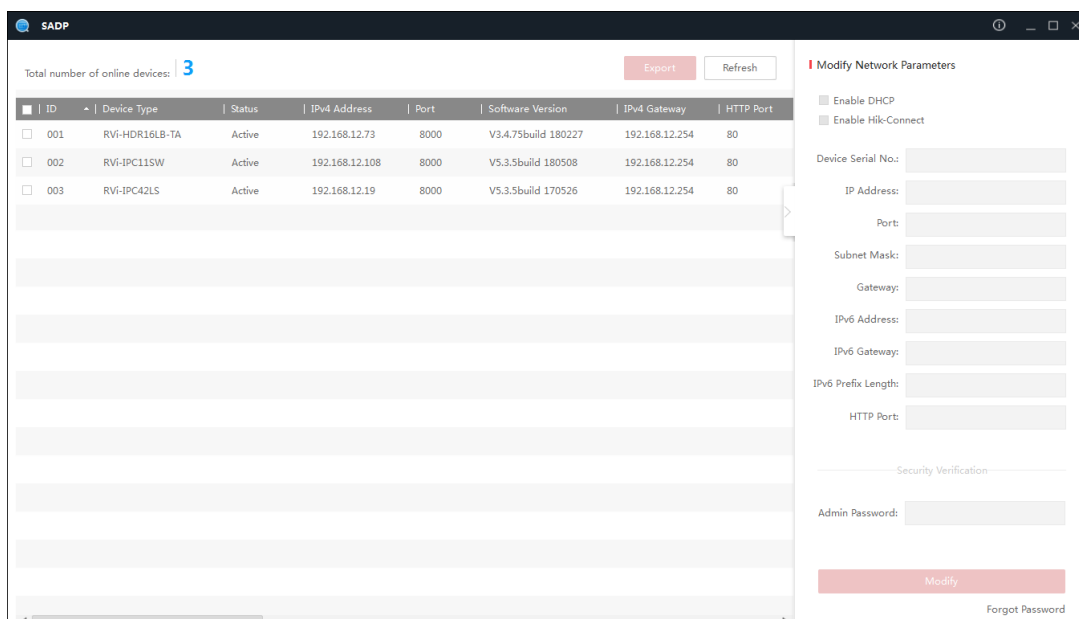 SADP
Total number of online devices: 3
Export
Refresh
ID | Device Type | Status | IPv4 Address | Port | Software Version | IPv4 Gateway | HTTP Port
001 RVi-HDR16LB-TA Active 192.168.12.73 8000 V3.4.75build 180227 192.168.12.254 80
002 RVi-IPC11SW Active 192.168.12.108 8000 V5.3.5build 180508 192.168.12.254 80
003 RVi-IPC42LS Active 192.168.12.19 8000 V5.3.5build 170526 192.168.12.254 80
Modify Network Parameters
Enable DHCP
Enable Hik-Connect
Device Serial No.:
IP Address:
Port:
Subnet Mask:
Gateway:
IPv6 Address:
IPv6 Gateway:
IPv6 Prefix Length:
HTTP Port:
Security Verification
Admin Password:
Modify
Forgot Password